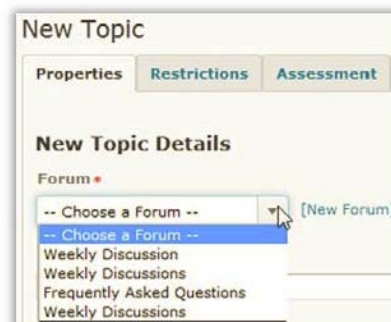 New Topic
Properties Restrictions Assessment
New Topic Details
Forum •
-- Choose a Forum -- [New Forum]
-- Choose a Forum --
Weekly Discussion
Weekly Discussions
Frequently Asked Questions
Weekly Discussions